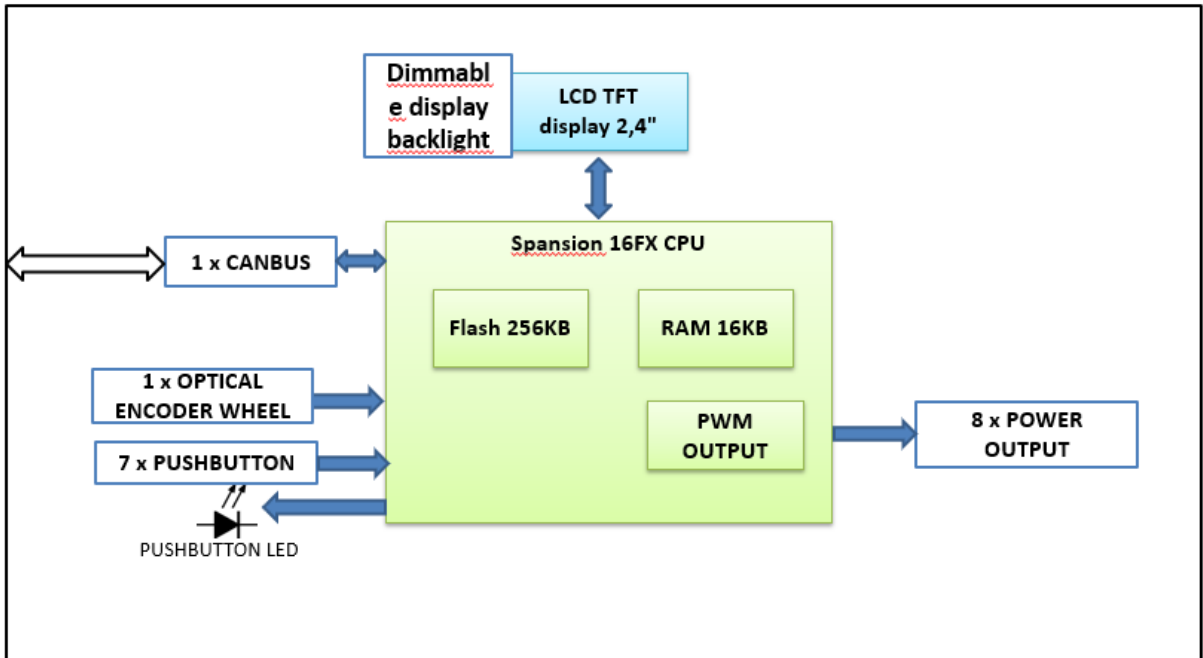 Dimmabl
e display
backlight
LCD TFT
display 2,4"
Spansion 16FX CPU
1 x CANBUS
Flash 256KB
RAM 16KB
1 x OPTICAL
ENCODER WHEEL
PWM
OUTPUT
8 x POWER
OUTPUT
7 x PUSHBUTTON
PUSHBUTTON LED